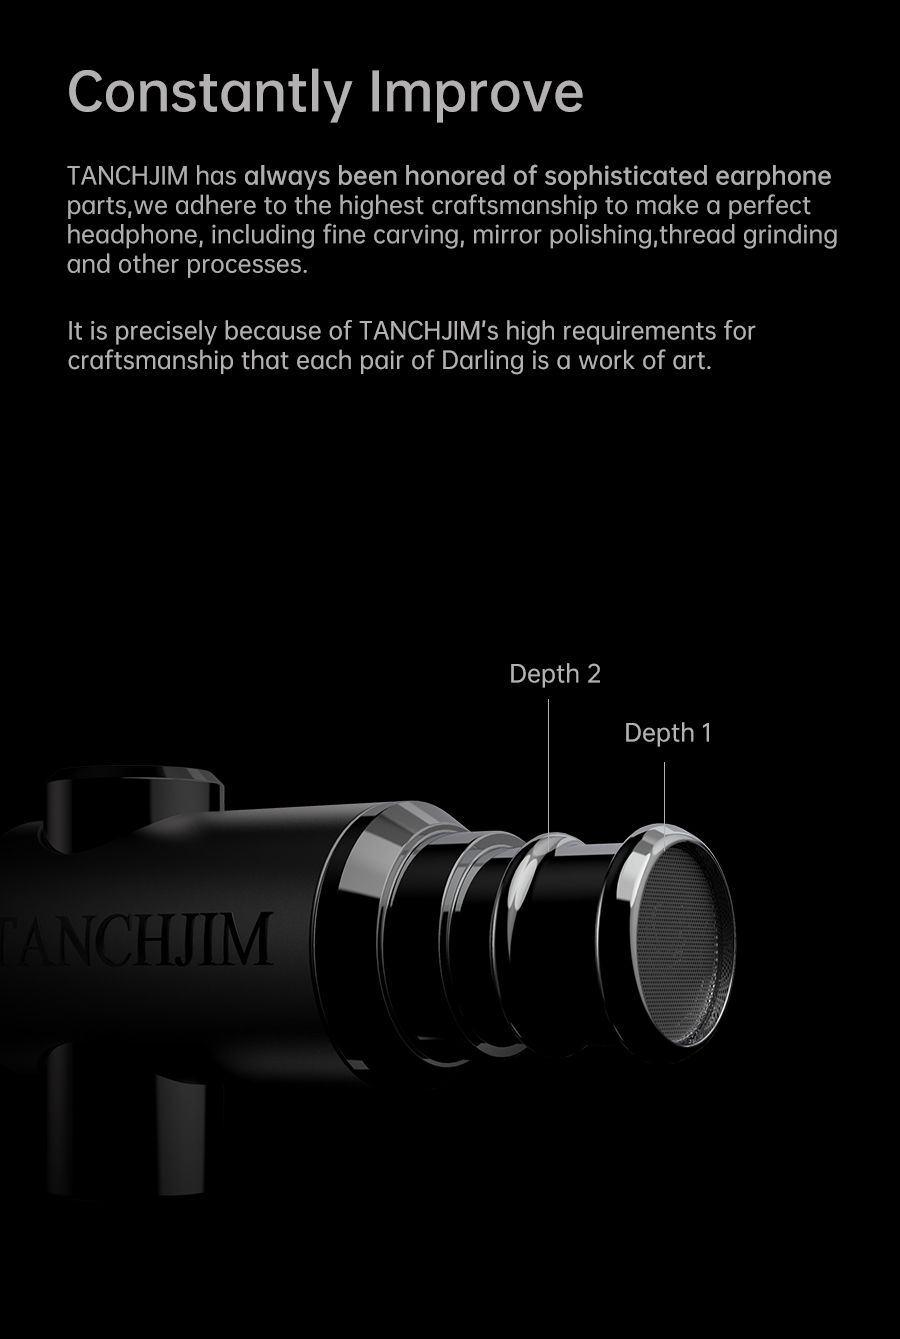 Constantly Improve
TANCHJIM has always been honored of sophisticated earphone
parts,we adhere to the highest craftsmanship to make a perfect
headphone, including fine carving, mirror polishing,thread grinding
and other processes.
It is precisely because of TANCHJIM’s high requirements for
craftsmanship that each pair of Darling is a work of art.
Depth 2
Depth 1
TANCHJIM